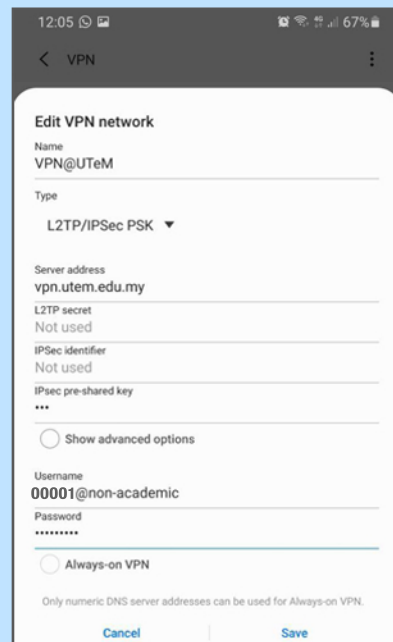 12:05
67%
VPN
Edit VPN network
Name
VPN@UTeM
Type
L2TP/IPSec PSK
Server address
vpn.utem.edu.my
L2TP secret
Not used
IPSec identifier
Not used
IPsec pre-shared key
•••
Show advanced options
Username
00001@non-academic
Password
•••••••••
Always-on VPN
Only numeric DNS server addresses can be used for Always-on VPN.
Cancel Save